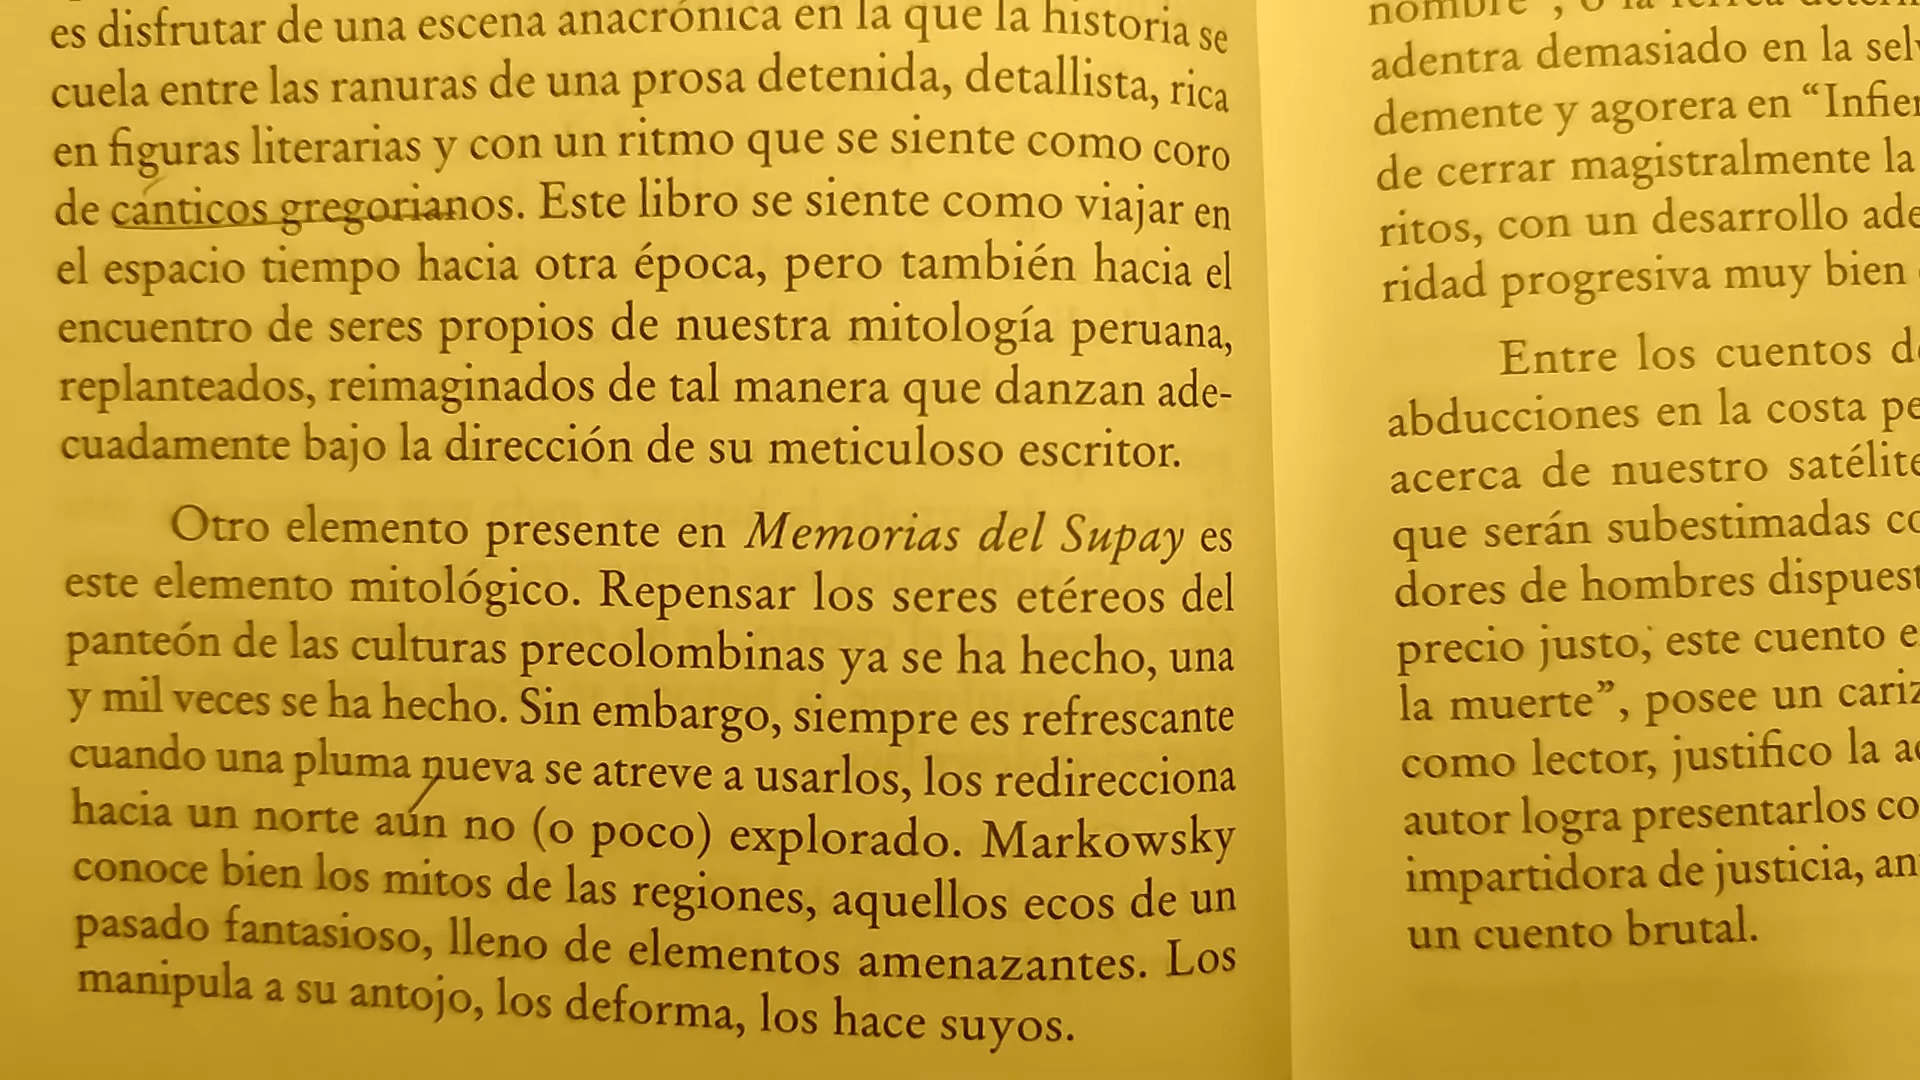 es disfrutar de una escena anacrónica en la que la historia se
cuela entre las ranuras de una prosa detenida, detallista, rica
en figuras literarias y con un ritmo que se siente como coro
de cánticos gregorianos. Este libro se siente como viajar en
el espacio tiempo hacia otra época, pero también hacia el
encuentro de seres propios de nuestra mitología peruana,
replanteados, reimaginados de tal manera que danzan ade-
cuadamente bajo la dirección de su meticuloso escritor.
Otro elemento presente en Memorias del Supay es
este elemento mitológico. Repensar los seres etéreos del
panteón de las culturas precolombinas ya se ha hecho, una
y mil veces se ha hecho. Sin embargo, siempre es refrescante
cuando una pluma nueva se atreve a usarlos, los redirecciona
hacia un norte aún no (o poco) explorado. Markowsky
conoce bien los mitos de las regiones, aquellos ecos de un
pasado fantasioso, lleno de elementos amenazantes. Los
manipula a su antojo, los deforma, los hace suyos.
nombre”, o la
adentra demasiado en la
demente y agorera en
de cerrar magistralmente la
ritos, con un desarrollo
ridad progresiva muy bien
Entre los cuentos
abducciones en la costa
acerca de nuestro
que serán subestimadas
dores de hombres
precio justo, este cuento
la muerte”, posee un
como lector, justifico la
autor logra presentarlos
impartidora de justicia,
un cuento brutal.